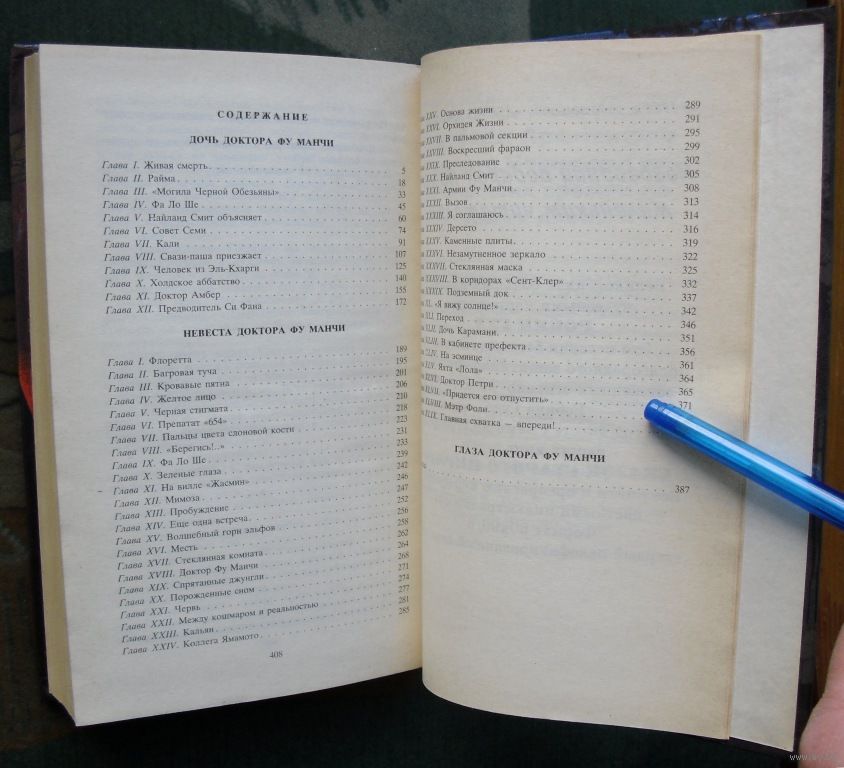 СОДЕРЖАНИЕ
ДОЧЬ ДОКТОРА ФУ МАНЧИ
Глава I. Живая смерть. 5
Глава II. Райма 18
Глава III. «Могила Черной Обезьяны» 33
Глава IV. Фа Ло Ше 45
Глава V. Найланд Смит объясняет 60
Глава VI. Совет Семи 74
Глава VII. Кали 91
Глава VIII. Свази-паша приезжает 107
Глава IX. Человек из Эль-Кхарги 125
Глава X. Холдское аббатство 140
Глава XI. Доктор Амбер 155
Глава XII. Предводитель Си Фана 172
НЕВЕСТА ДОКТОРА ФУ МАНЧИ
Глава I. Флоретта 189
Глава II. Багровая туча 195
Глава III. Кровавые пятна 201
Глава IV. Желтое лицо 206
Глава V. Черная стигмата 210
Глава VI. Препатат «654» 218
Глава VII. Пальцы цвета слоновой кости 223
Глава VIII. «Берегись!..» 231
Глава IX. Фа Ло Ше 233
Глава X. Зеленые глаза 239
Глава XI. На вилле «Жасмин» 242
Глава XII. Мимоза 246
Глава XIII. Пробуждение 247
Глава XIV. Еще одна встреча 252
Глава XV. Волшебный горн эльфов 256
Глава XVI. Месть 258
Глава XVII. Стеклянная комната 262
Глава XVIII. Доктор Фу Манчи 264
Глава XIX. Спрятанные джунгли 268
Глава XX. Порожденные сном 271
Глава XXI. Червь 274
Глава XXII. Между кошмаром и реальностью 277
Глава XXIII. Кальян 281
Глава XXIV. Коллега Ямамото 285
408
а XXV. Основа жизни 289
а XXVI. Орхидея Жизни 291
а XXVII. В пальмовой секции 295
а XXVIII. Воскресший фараон 299
а XXIX. Преследование 302
а XXX. Найланд Смит 305
а XXXI. Армии Фу Манчи 308
а XXXII. Вызов 313
а XXXIII. Я соглашаюсь 314
а XXXIV. Дерсето 316
а XXXV. Каменные плиты 319
а XXXVI. Незамутненное зеркало 322
а XXXVII. Стеклянная маска 325
а XXXVIII. В коридорах «Сент-Клер» 332
а XXXIX. Подземный док 337
а XL. «Я вижу солнце!» 342
а XLI. Переход 346
а XLII. Дочь Карамани 351
а XLIII. В кабинете префекта 356
а XLIV. На эсминце 361
а XLV. Яхта «Лола» 364
а XLVI. Доктор Петри 365
а XLVII. «Придется его отпустить» 371
а XLVIII. Мэтр Фоли
а XLIX. Главная схватка — впереди!
ГЛАЗА ДОКТОРА ФУ МАНЧИ
387